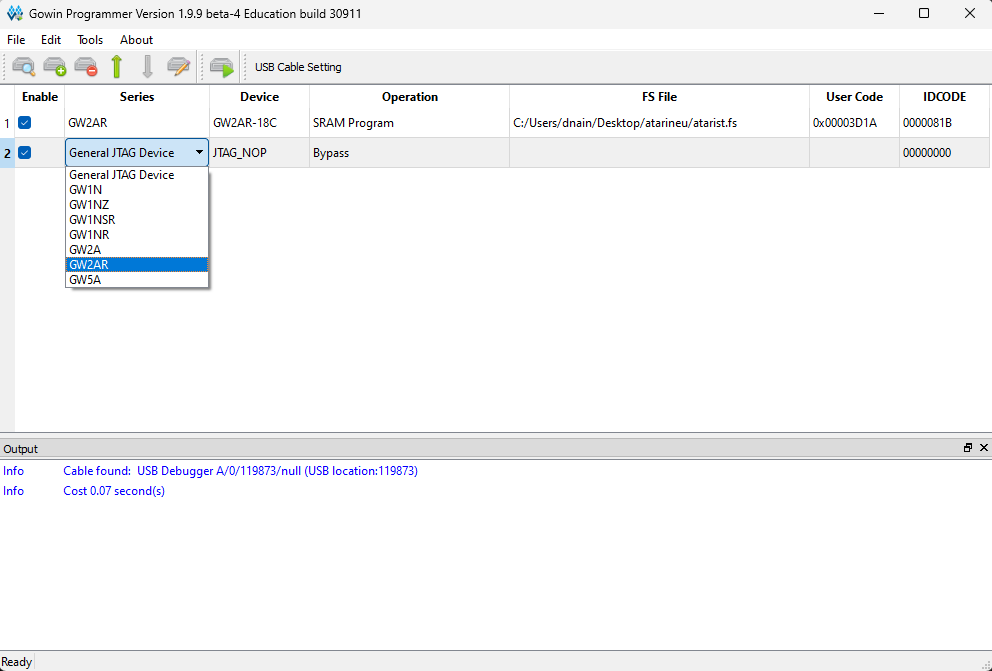 Gowin Programmer Version 1.9.9 beta-4 Education build 30911
File Edit Tools About
USB Cable Setting
Enable Series Device Operation FS File User Code IDCODE
1 GW2AR GW2AR-18C SRAM Program C:/Users/dnain/Desktop/atarineu/atarist.fs 0x00003D1A 0000081B
2 General JTAG Device JTAG_NOP Bypass 00000000
General JTAG Device
GW1N
GW1NZ
GW1NSR
GW1NR
GW2A
GW2AR
GW5A
Output
Info Cable found: USB Debugger A/0/119873/null (USB location:119873)
Info Cost 0.07 second(s)
Ready